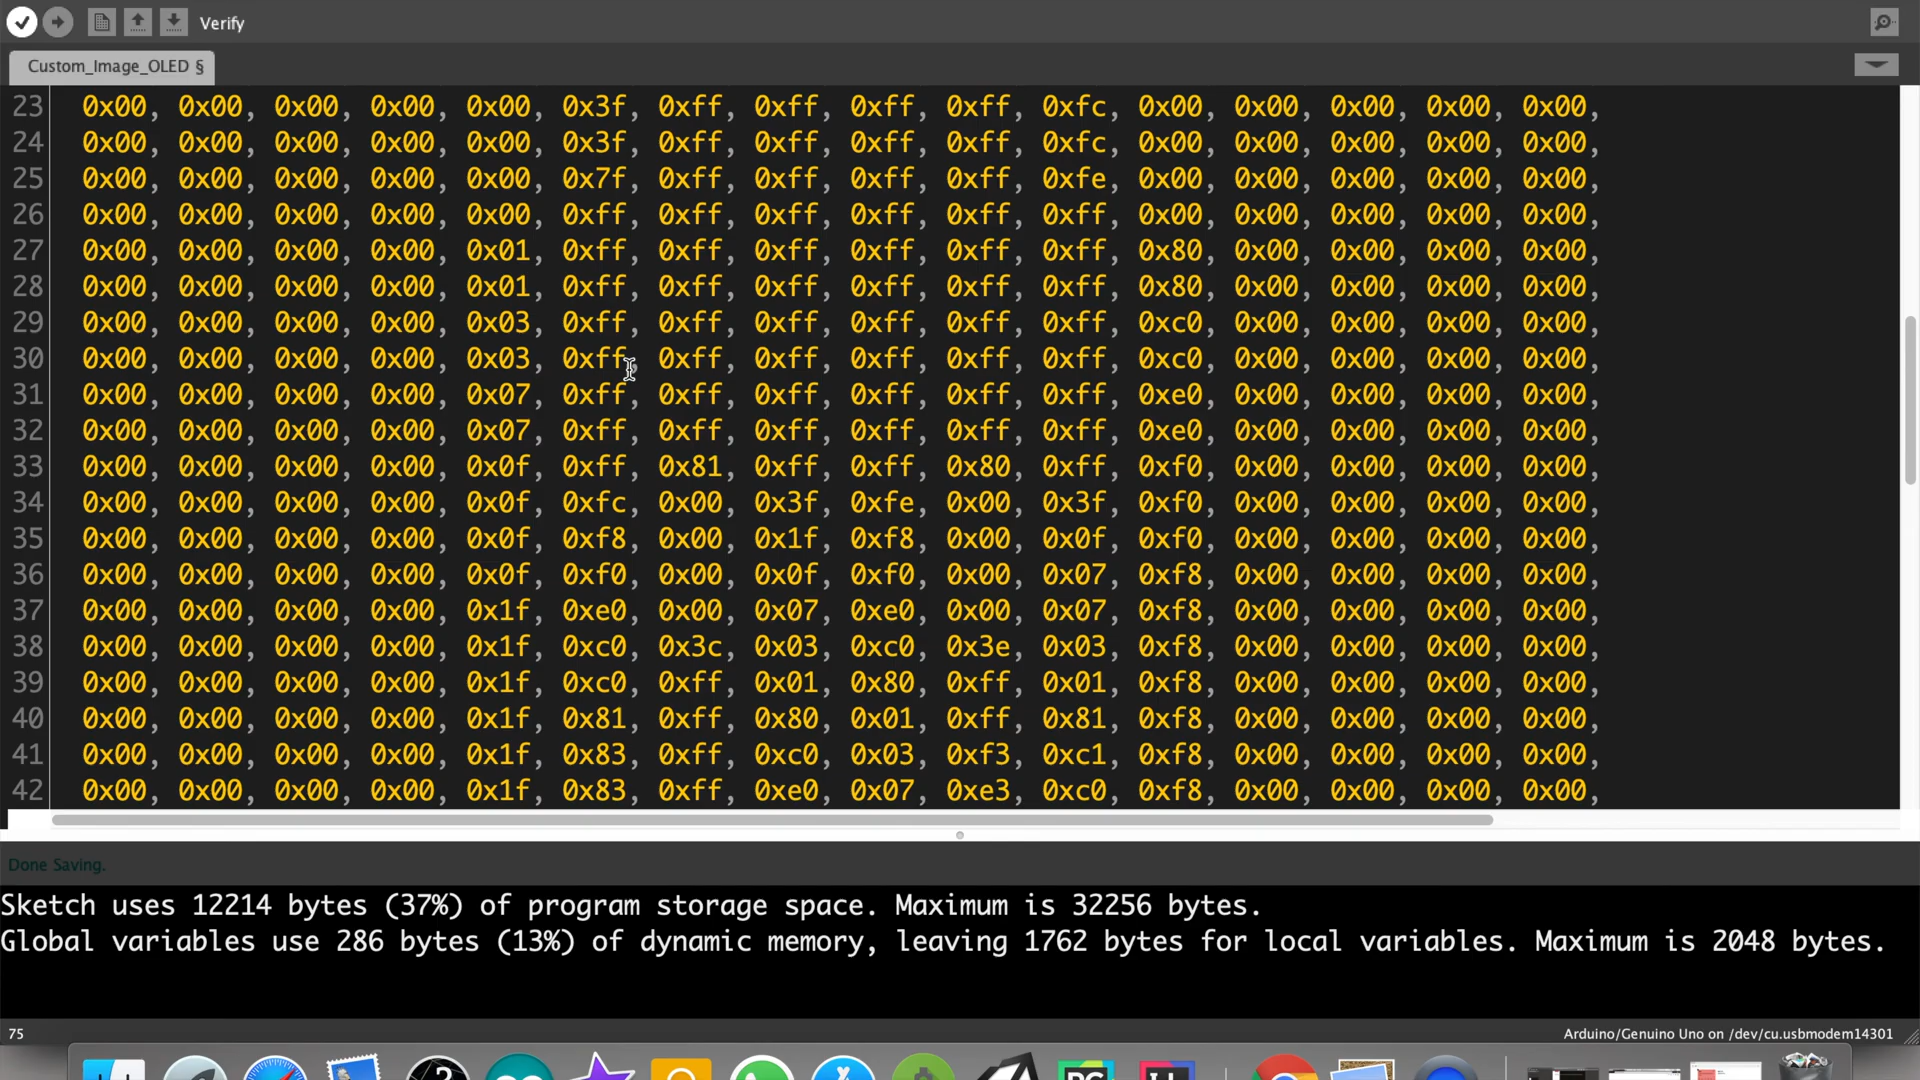 Verify
Custom_Image_OLED §
23 0x00, 0x00, 0x00, 0x00, 0x00, 0x3f, 0xff, 0xff, 0xff, 0xff, 0xfc, 0x00, 0x00, 0x00, 0x00, 0x00,
24 0x00, 0x00, 0x00, 0x00, 0x00, 0x3f, 0xff, 0xff, 0xff, 0xff, 0xfc, 0x00, 0x00, 0x00, 0x00, 0x00,
25 0x00, 0x00, 0x00, 0x00, 0x00, 0x7f, 0xff, 0xff, 0xff, 0xff, 0xfe, 0x00, 0x00, 0x00, 0x00, 0x00,
26 0x00, 0x00, 0x00, 0x00, 0x00, 0xff, 0xff, 0xff, 0xff, 0xff, 0xff, 0x00, 0x00, 0x00, 0x00, 0x00,
27 0x00, 0x00, 0x00, 0x00, 0x01, 0xff, 0xff, 0xff, 0xff, 0xff, 0xff, 0x80, 0x00, 0x00, 0x00, 0x00,
28 0x00, 0x00, 0x00, 0x00, 0x01, 0xff, 0xff, 0xff, 0xff, 0xff, 0xff, 0x80, 0x00, 0x00, 0x00, 0x00,
29 0x00, 0x00, 0x00, 0x00, 0x03, 0xff, 0xff, 0xff, 0xff, 0xff, 0xff, 0xc0, 0x00, 0x00, 0x00, 0x00,
30 0x00, 0x00, 0x00, 0x00, 0x03, 0xff, 0xff, 0xff, 0xff, 0xff, 0xff, 0xc0, 0x00, 0x00, 0x00, 0x00,
31 0x00, 0x00, 0x00, 0x00, 0x07, 0xff, 0xff, 0xff, 0xff, 0xff, 0xff, 0xe0, 0x00, 0x00, 0x00, 0x00,
32 0x00, 0x00, 0x00, 0x00, 0x07, 0xff, 0xff, 0xff, 0xff, 0xff, 0xff, 0xe0, 0x00, 0x00, 0x00, 0x00,
33 0x00, 0x00, 0x00, 0x00, 0x0f, 0xff, 0x81, 0xff, 0xff, 0x80, 0xff, 0xf0, 0x00, 0x00, 0x00, 0x00,
34 0x00, 0x00, 0x00, 0x00, 0x0f, 0xfc, 0x00, 0x3f, 0xfe, 0x00, 0x3f, 0xf0, 0x00, 0x00, 0x00, 0x00,
35 0x00, 0x00, 0x00, 0x00, 0x0f, 0xf8, 0x00, 0x1f, 0xf8, 0x00, 0x0f, 0xf0, 0x00, 0x00, 0x00, 0x00,
36 0x00, 0x00, 0x00, 0x00, 0x0f, 0xf0, 0x00, 0x0f, 0xf0, 0x00, 0x07, 0xf8, 0x00, 0x00, 0x00, 0x00,
37 0x00, 0x00, 0x00, 0x00, 0x1f, 0xe0, 0x00, 0x07, 0xe0, 0x00, 0x07, 0xf8, 0x00, 0x00, 0x00, 0x00,
38 0x00, 0x00, 0x00, 0x00, 0x1f, 0xc0, 0x3c, 0x03, 0xc0, 0x3e, 0x03, 0xf8, 0x00, 0x00, 0x00, 0x00,
39 0x00, 0x00, 0x00, 0x00, 0x1f, 0xc0, 0xff, 0x01, 0x80, 0xff, 0x01, 0xf8, 0x00, 0x00, 0x00, 0x00,
40 0x00, 0x00, 0x00, 0x00, 0x1f, 0x81, 0xff, 0x80, 0x01, 0xff, 0x81, 0xf8, 0x00, 0x00, 0x00, 0x00,
41 0x00, 0x00, 0x00, 0x00, 0x1f, 0x83, 0xff, 0xc0, 0x03, 0xf3, 0xc1, 0xf8, 0x00, 0x00, 0x00, 0x00,
42 0x00, 0x00, 0x00, 0x00, 0x1f, 0x83, 0xff, 0xe0, 0x07, 0xe3, 0xc0, 0xf8, 0x00, 0x00, 0x00, 0x00,
Done Saving.
Sketch uses 12214 bytes (37%) of program storage space. Maximum is 32256 bytes.
Global variables use 286 bytes (13%) of dynamic memory, leaving 1762 bytes for local variables. Maximum is 2048 bytes.
75 Arduino/Genuino Uno on /dev/cu.usbmodem14301